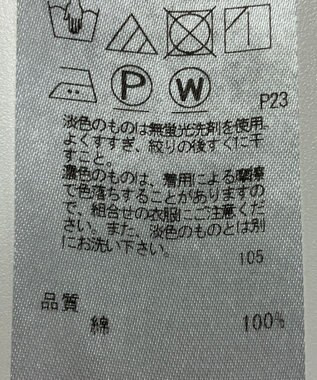 P
W
P23
淡色のものは無蛍光洗剤を使用
よくすすぎ、絞りの後すぐに干
すこと。
濃色のものは、着用による摩擦
で色落ちすることがありますの
で、組合せの衣服にご注意くだ
さい。また、淡色のものとは別
にお洗い下さい。
105
品質
綿 100%